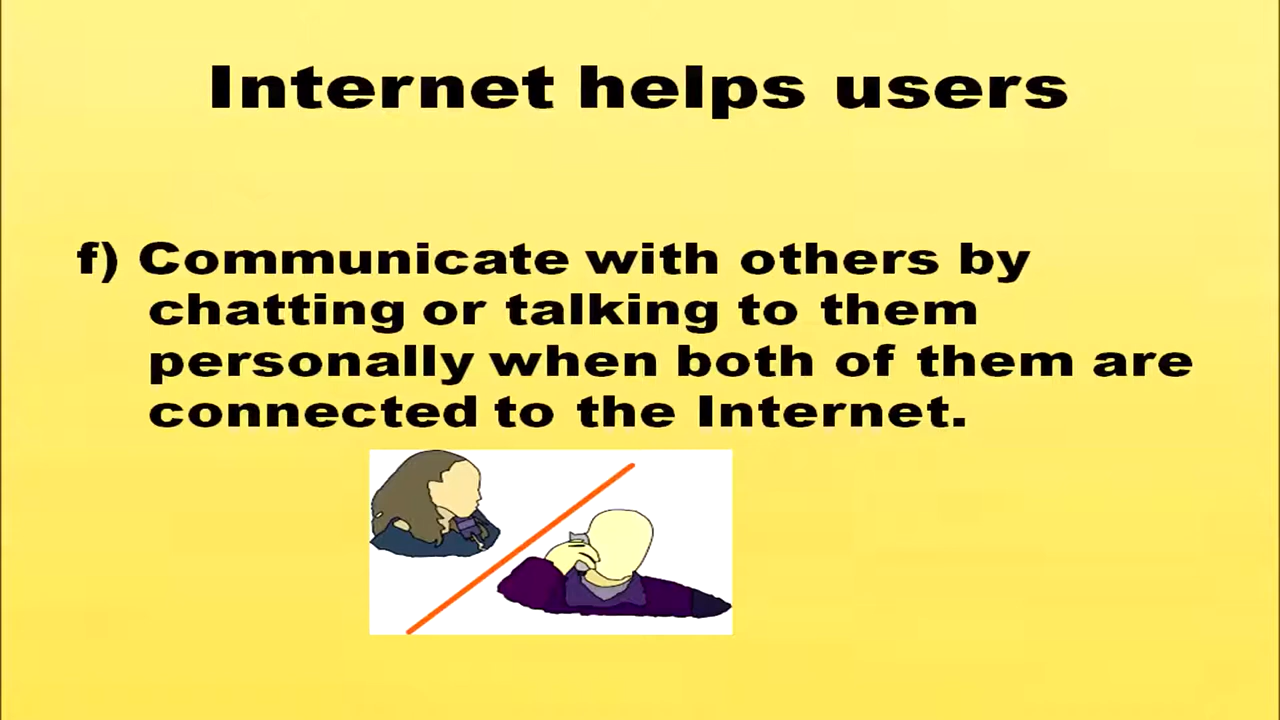 Internet helps users
f) Communicate with others by
chatting or talking to them
personally when both of them are
connected to the Internet.